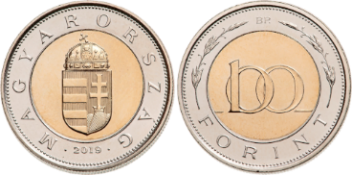 MAGYARORSZÁG
· 2019 ·
BP.
100
FORINT